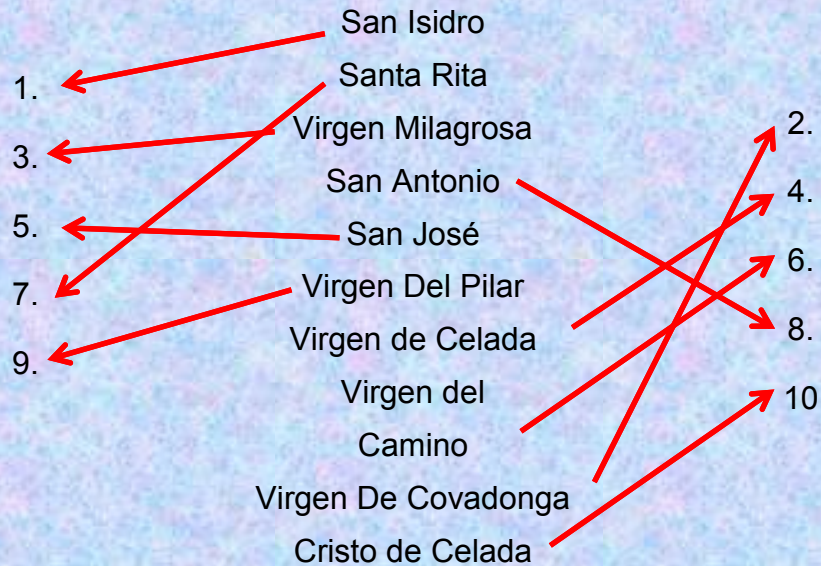 San Isidro
Santa Rita
Virgen Milagrosa
San Antonio
San José
Virgen Del Pilar
Virgen de Celada
Virgen del
Camino
Virgen De Covadonga
Cristo de Celada
1.
3.
5.
7.
9.
2.
4.
6.
8.
10